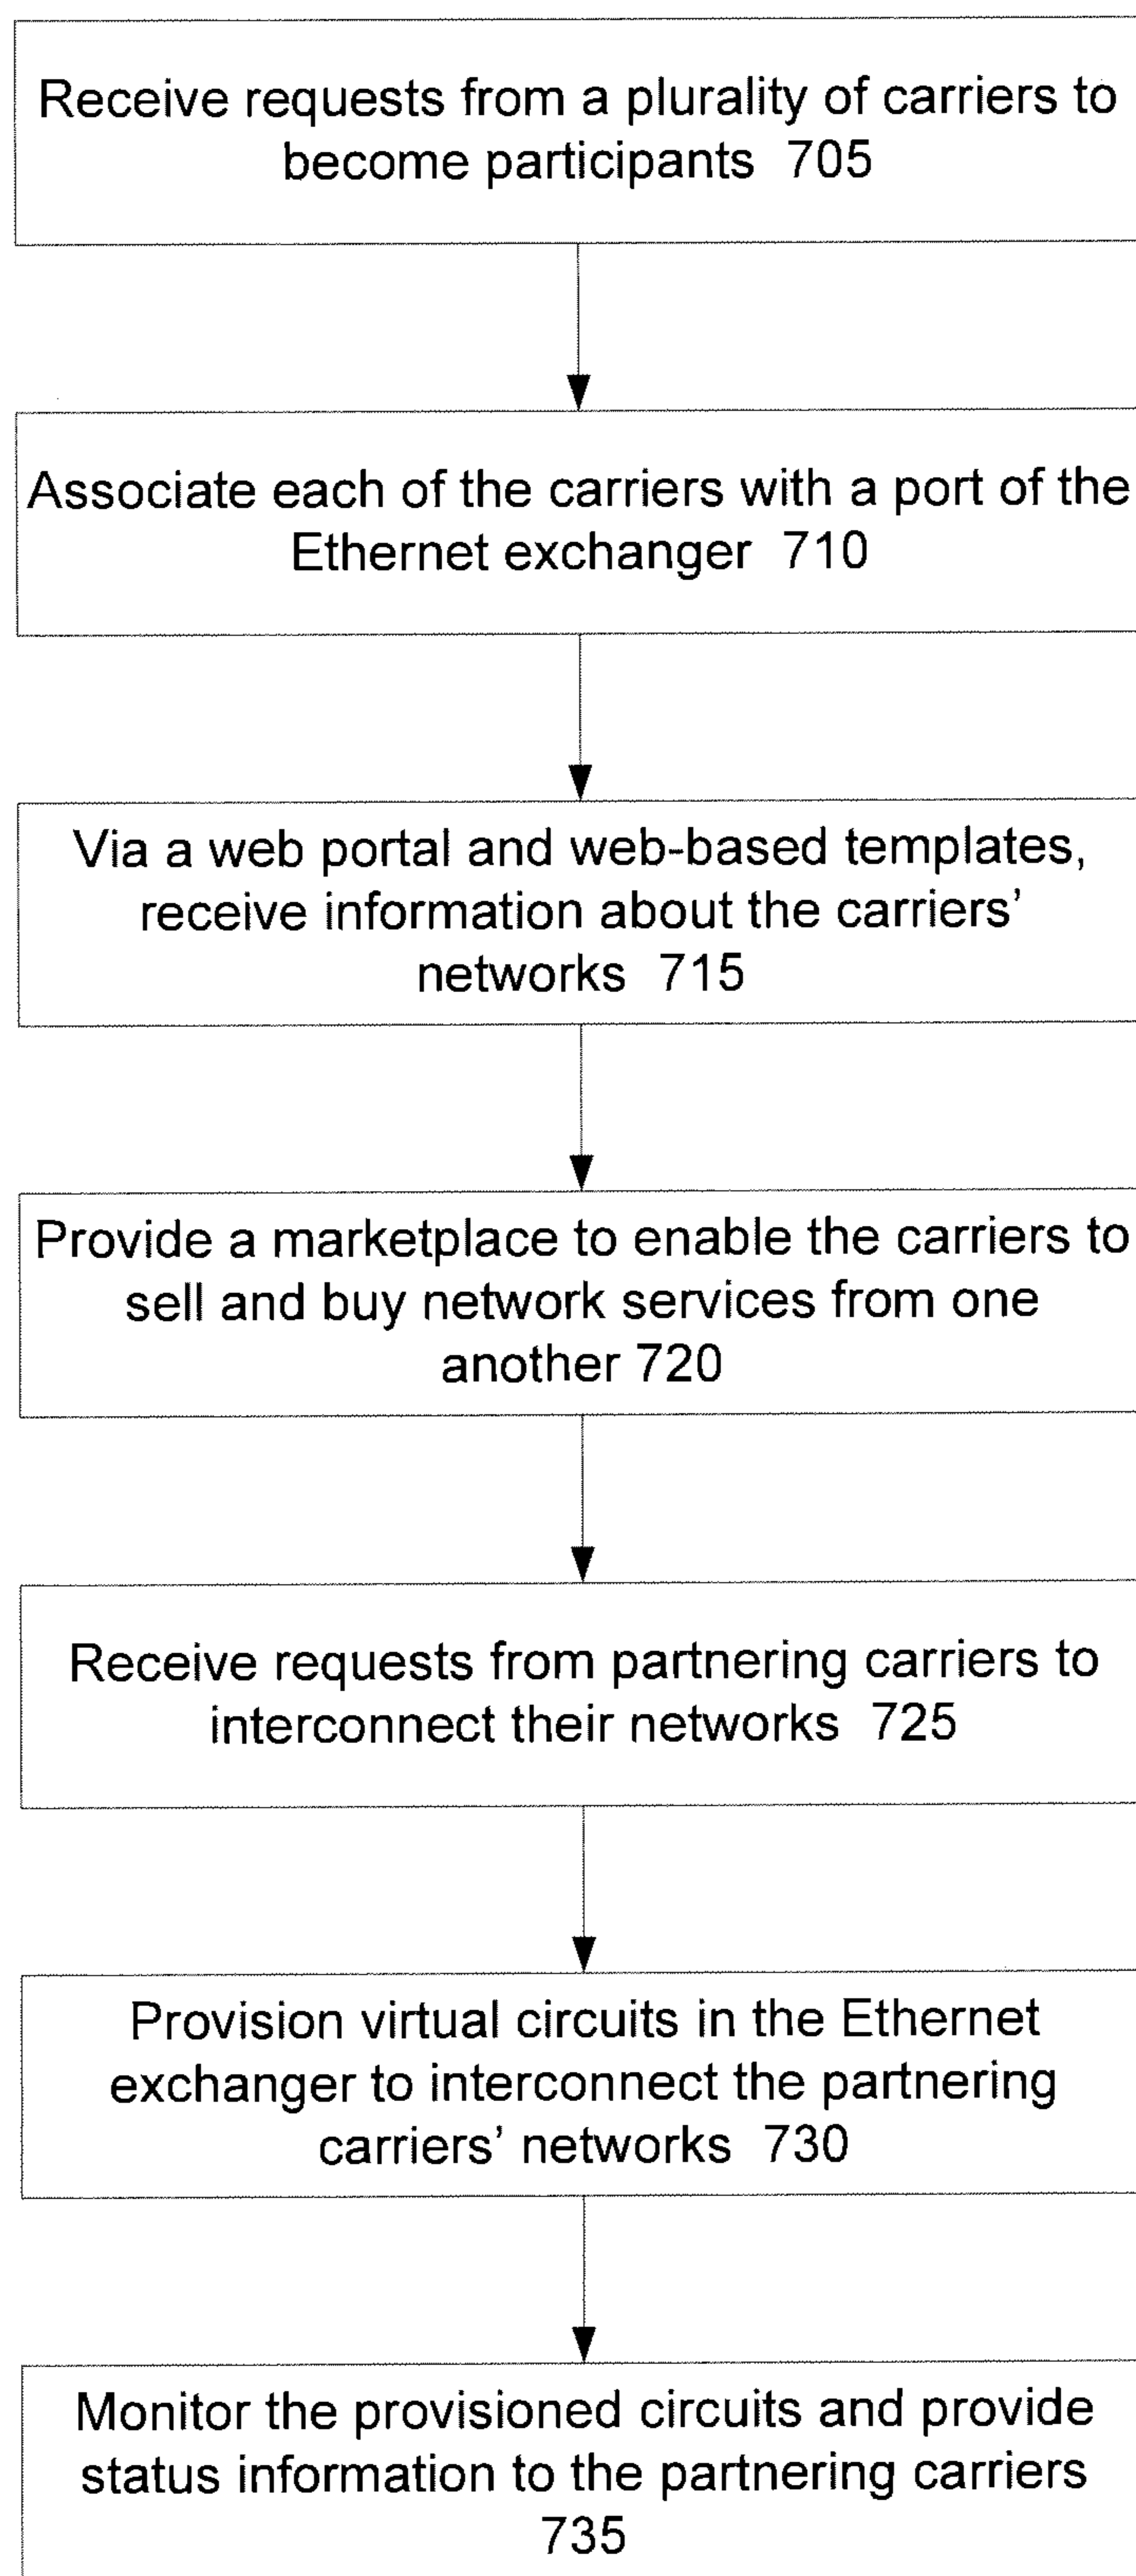 Receive requests from a plurality of carriers to
become participants 705
Associate each of the carriers with a port of the
Ethernet exchanger 710
Via a web portal and web-based templates,
receive information about the carriers'
networks 715
Provide a marketplace to enable the carriers to
sell and buy network services from one
another 720
Receive requests from partnering carriers to
interconnect their networks 725
Provision virtual circuits in the Ethernet
exchanger to interconnect the partnering
carriers' networks 730
Monitor the provisioned circuits and provide
status information to the partnering carriers
735